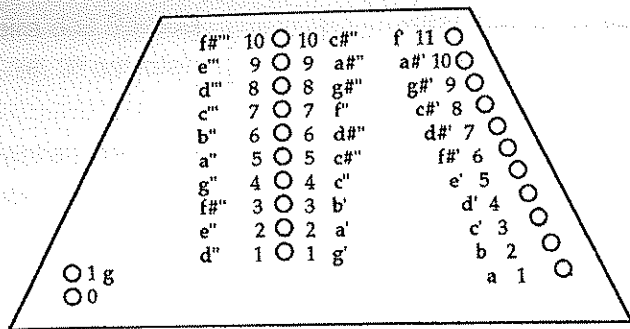 f#''' 10 10 c#'' f' 11
e''' 9 9 a#'' a#' 10
d''' 8 8 g#'' g#' 9
c''' 7 7 f'' c#' 8
b'' 6 6 d#'' d#' 7
a'' 5 5 c#'' f#' 6
g'' 4 4 c'' e' 5
f#'' 3 3 b' d' 4
e'' 2 2 a' c' 3
d'' 1 1 g' b 2
1 g a 1
0